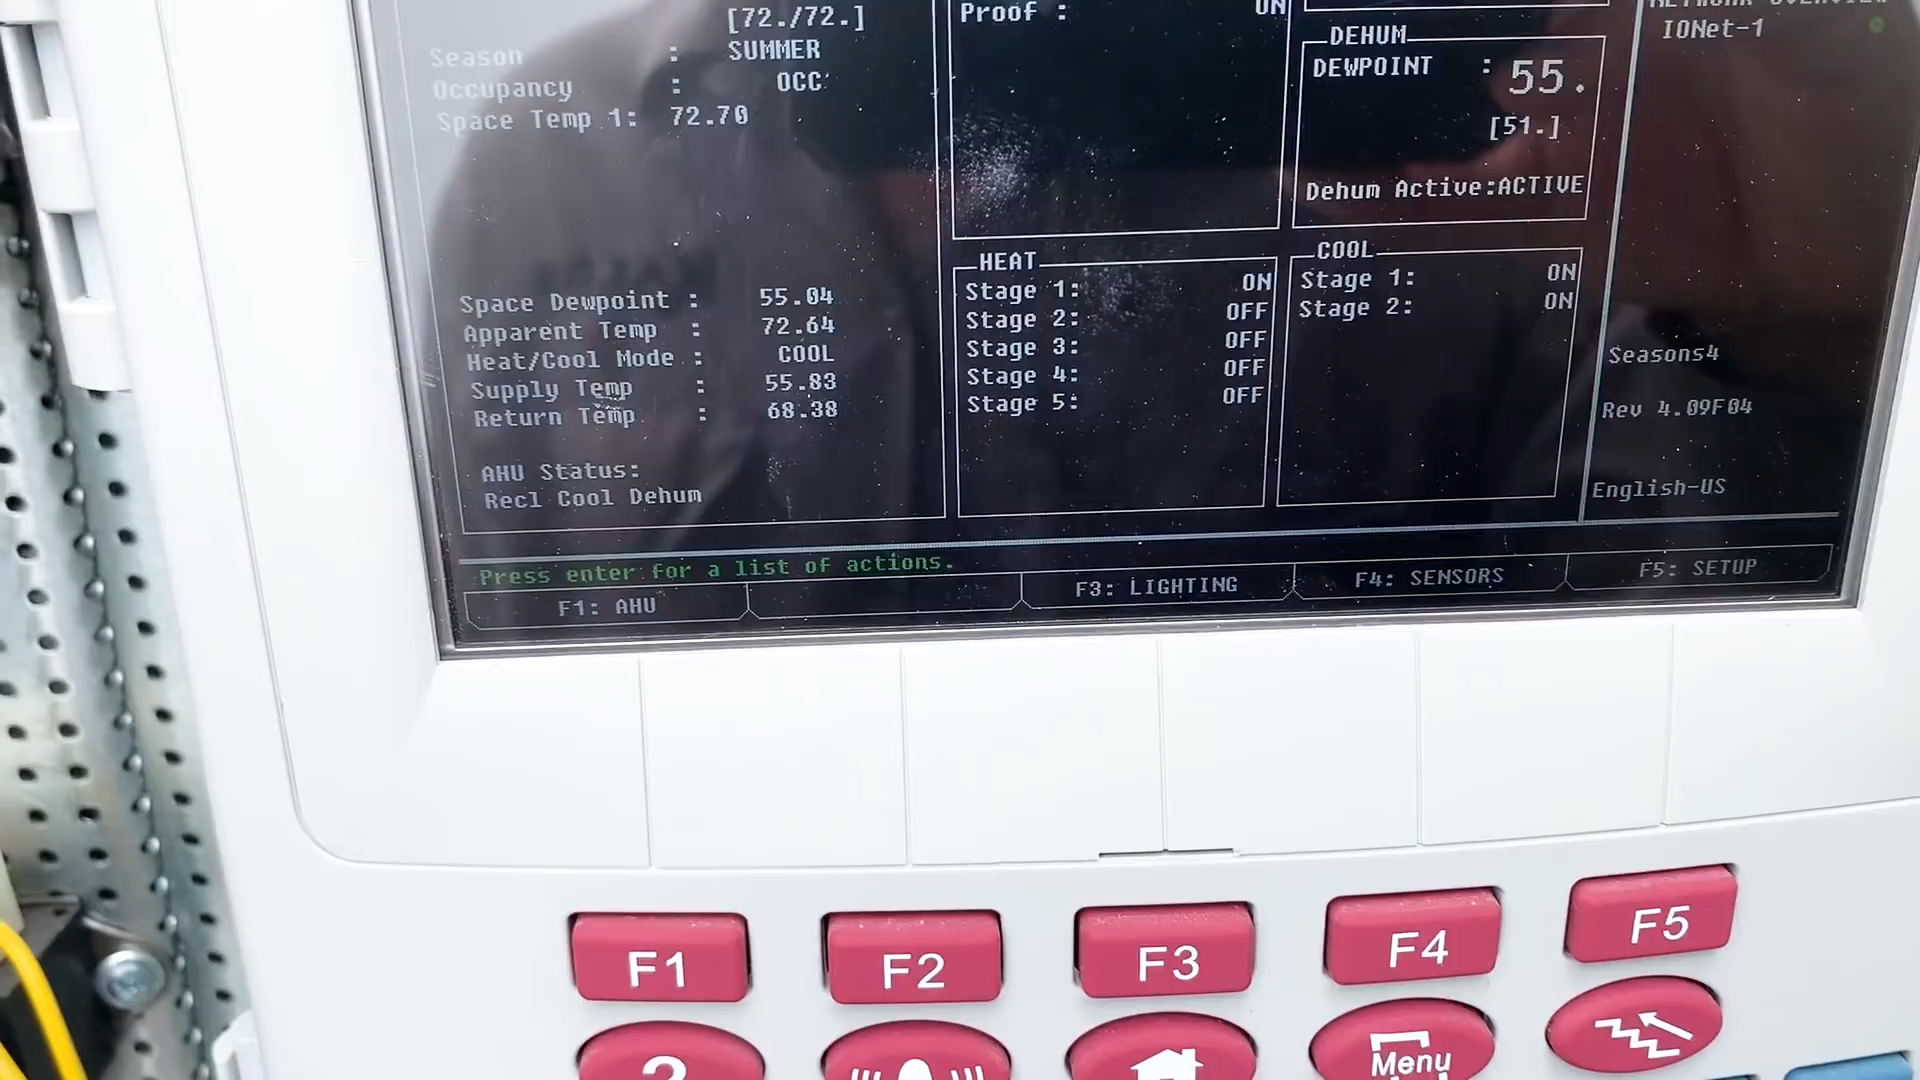 [72./72.]
Season : SUMMER
Occupancy : OCC
Space Temp 1: 72.70
Space Dewpoint : 55.04
Apparent Temp : 72.64
Heat/Cool Mode : COOL
Supply Temp : 55.83
Return Temp : 68.38
AHU Status:
Recl Cool Dehum
Proof : ON
HEAT
Stage 1: ON
Stage 2: OFF
Stage 3: OFF
Stage 4: OFF
Stage 5: OFF
DEHUM
DEWPOINT : 55.
[51.]
Dehum Active:ACTIVE
COOL
Stage 1: ON
Stage 2: ON
NETWORK OVERVIEW
IONet-1
Seasons4
Rev 4.09F04
English-US
Press enter for a list of actions.
F1: AHU
F3: LIGHTING
F4: SENSORS
F5: SETUP
F1
F2
F3
F4
F5
?
Menu